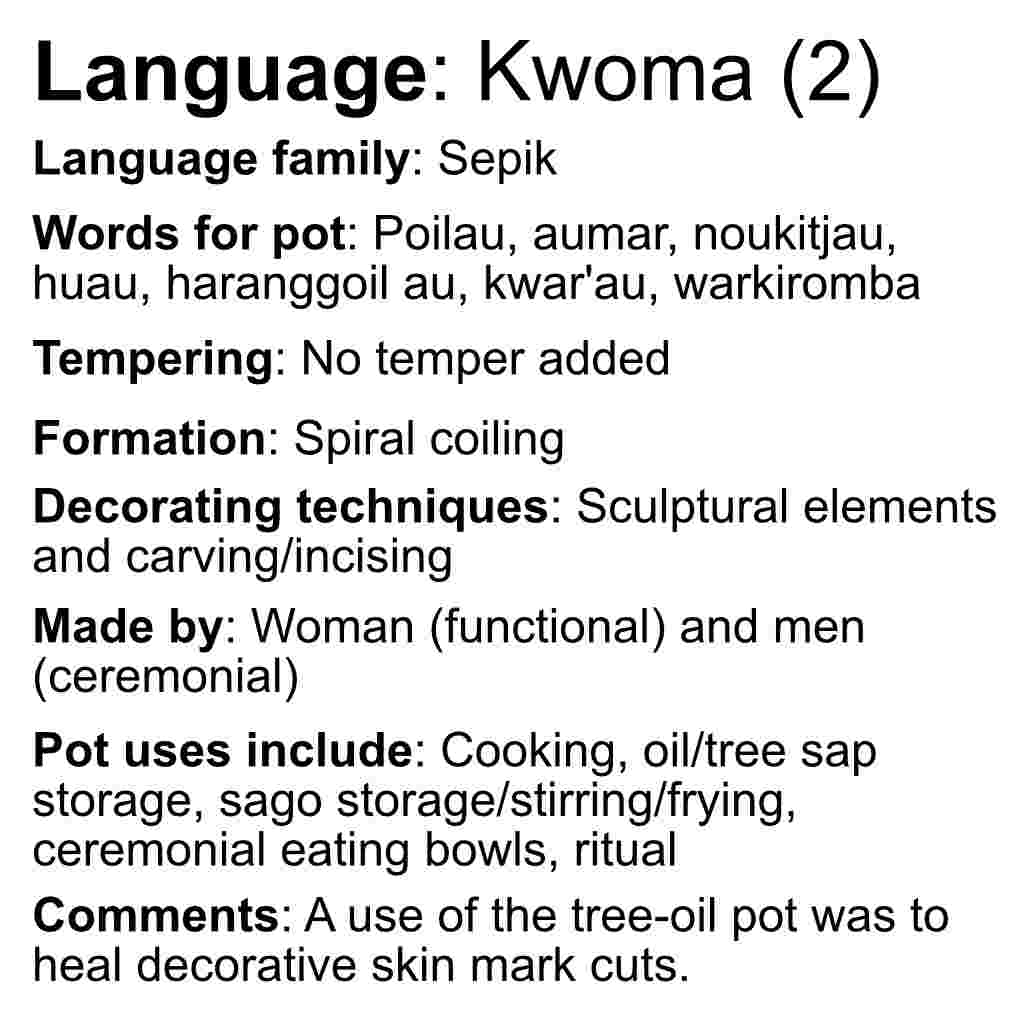 Language: Kwoma (2)
Language family: Sepik
Words for pot: Poilau, aumar, noukitjau,
huau, haranggoil au, kwar'au, warkiromba
Tempering: No temper added
Formation: Spiral coiling
Decorating techniques: Sculptural elements
and carving/incising
Made by: Woman (functional) and men
(ceremonial)
Pot uses include: Cooking, oil/tree sap
storage, sago storage/stirring/frying,
ceremonial eating bowls, ritual
Comments: A use of the tree-oil pot was to
heal decorative skin mark cuts.